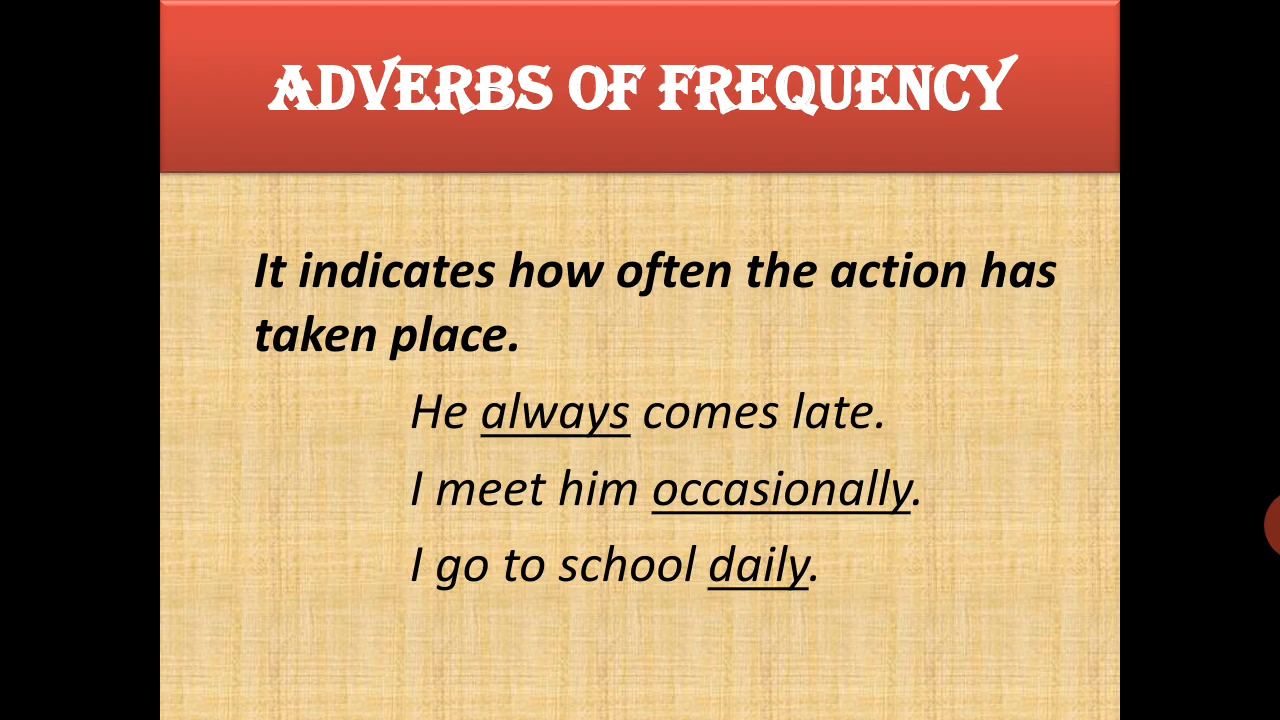 ADVERBS OF FREQUENCY
It indicates how often the action has
taken place.
He always comes late.
I meet him occasionally.
I go to school daily.